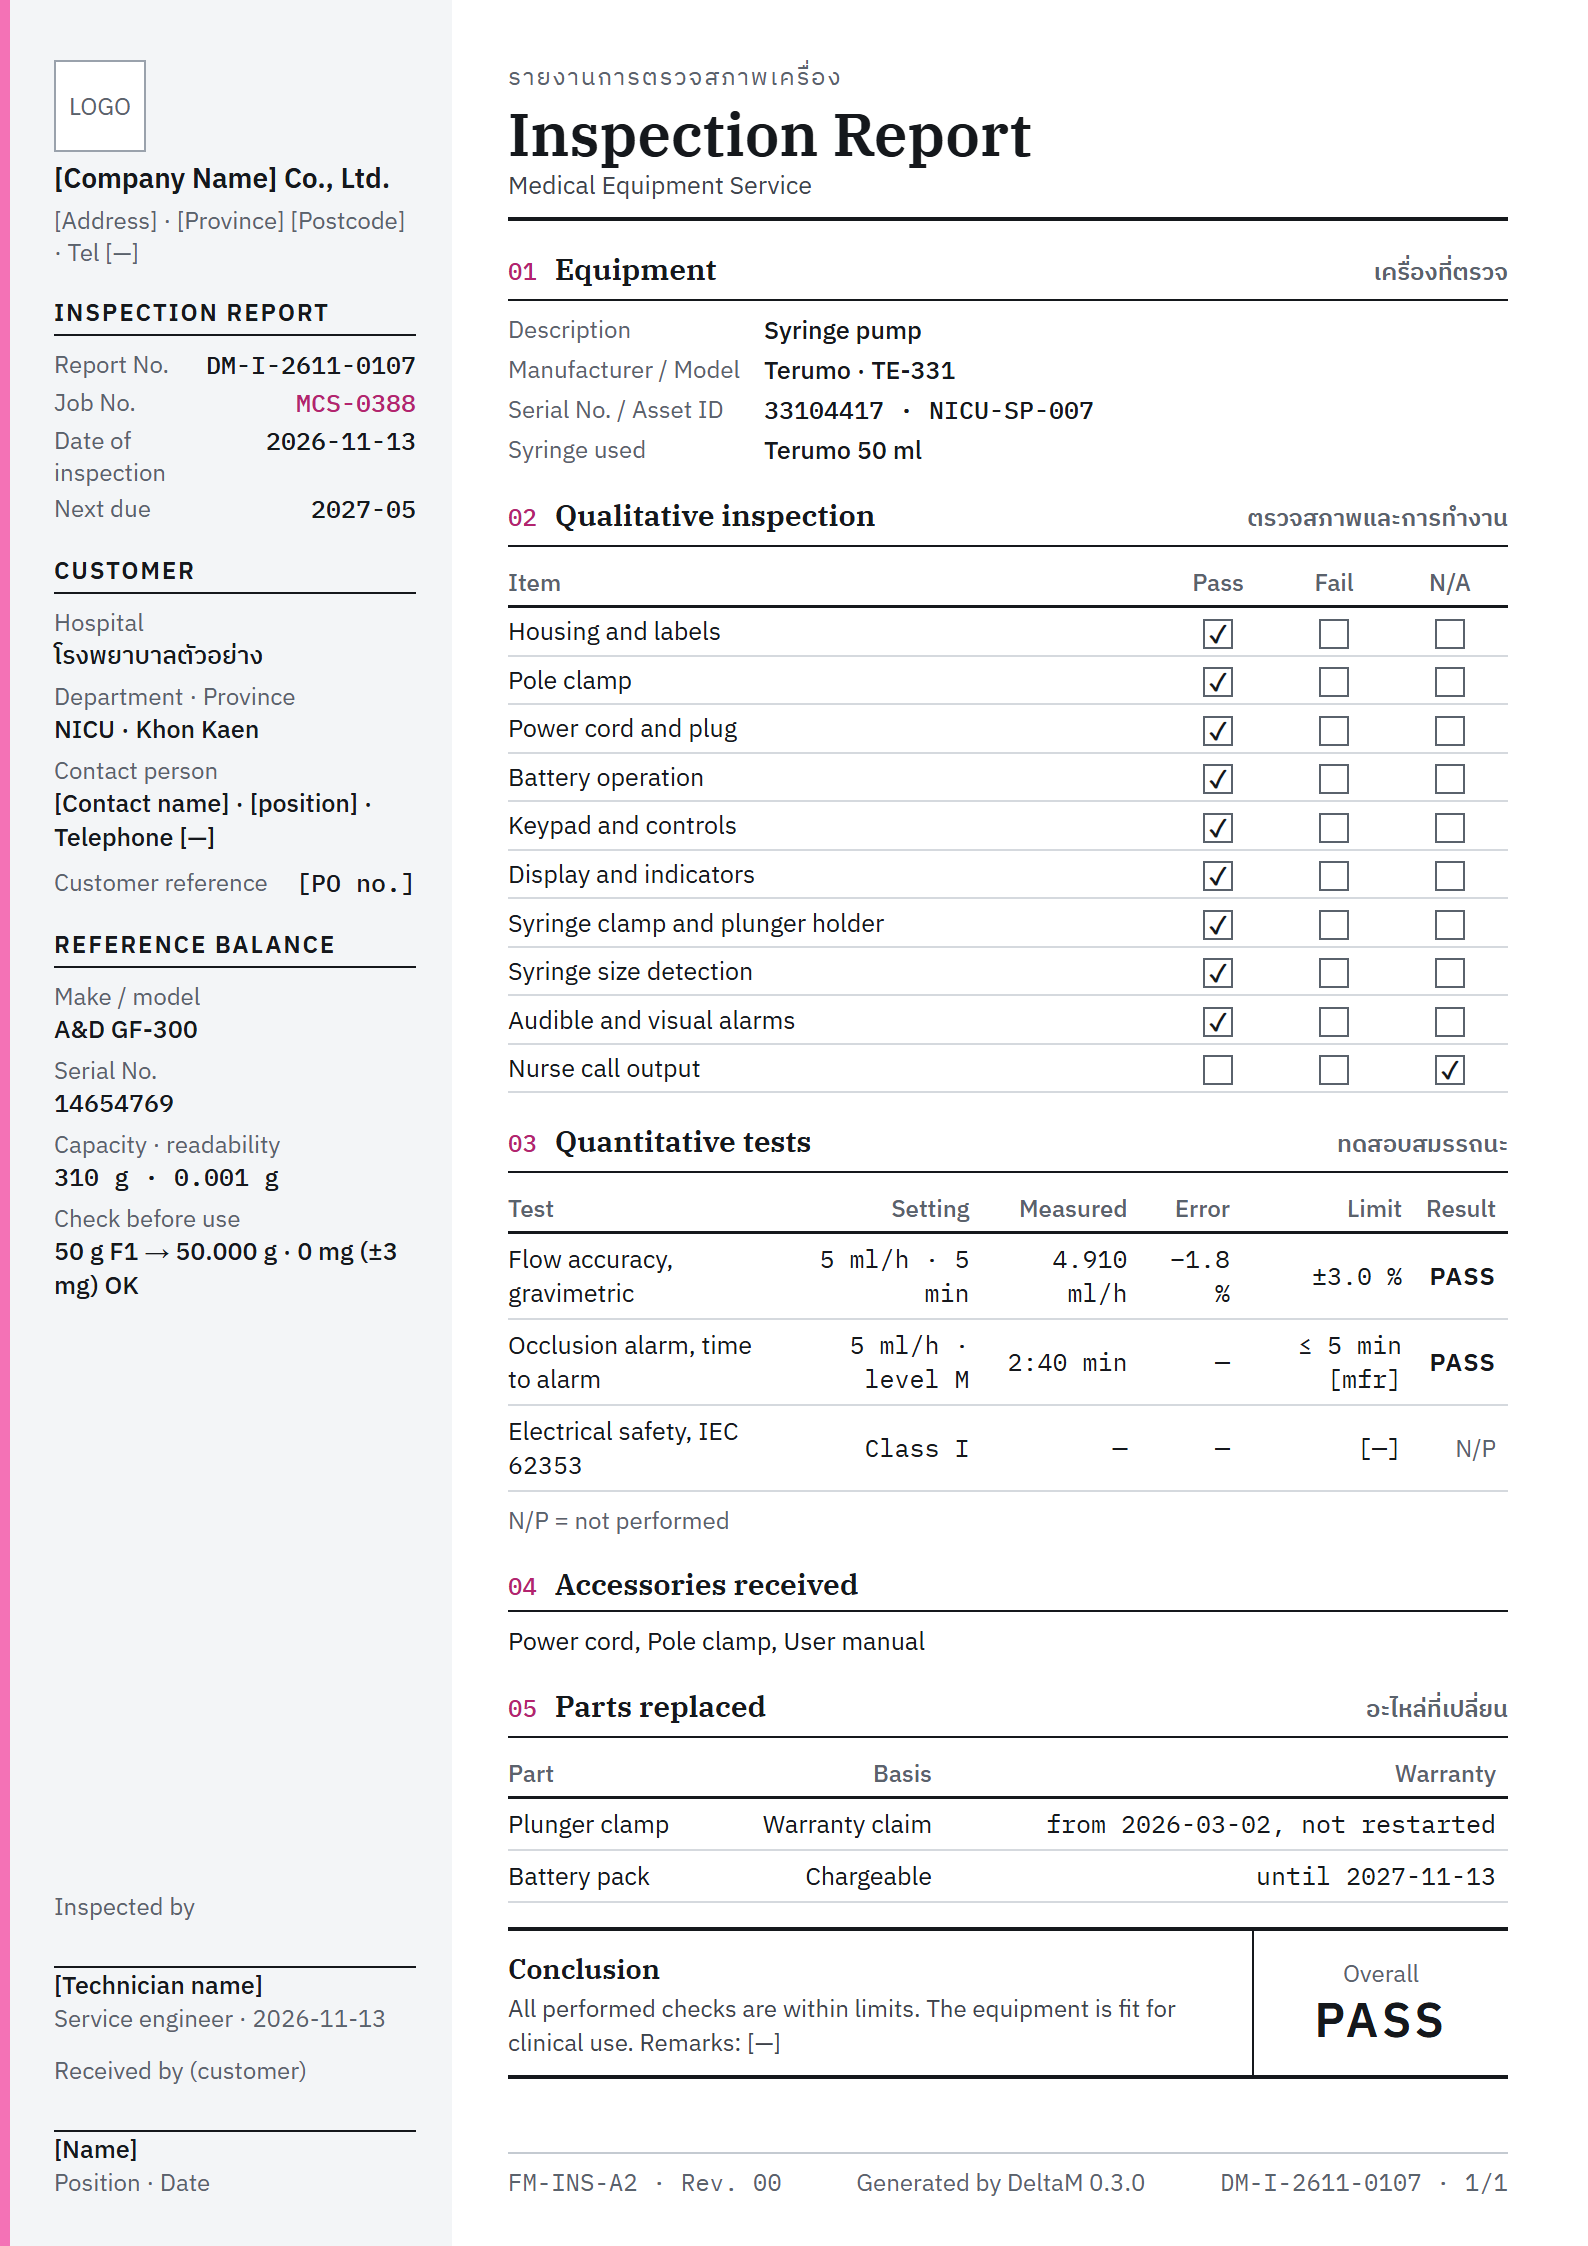 LOGO
[Company Name] Co., Ltd.
[Address] · [Province] [Postcode]
· Tel [—]
INSPECTION REPORT
Report No. DM-I-2611-0107
Job No. MCS-0388
Date of inspection 2026-11-13
Next due 2027-05
CUSTOMER
Hospital
โรงพยาบาลตัวอย่าง
Department · Province
NICU · Khon Kaen
Contact person
[Contact name] · [position] ·
Telephone [—]
Customer reference [PO no.]
REFERENCE BALANCE
Make / model
A&D GF-300
Serial No.
14654769
Capacity · readability
310 g · 0.001 g
Check before use
50 g F1 → 50.000 g · 0 mg (±3
mg) OK
Inspected by
[Technician name]
Service engineer · 2026-11-13
Received by (customer)
[Name]
Position · Date
รายงานการตรวจสภาพเครื่อง
Inspection Report
Medical Equipment Service
01 Equipment เครื่องที่ตรวจ
Description Syringe pump
Manufacturer / Model Terumo · TE-331
Serial No. / Asset ID 33104417 · NICU-SP-007
Syringe used Terumo 50 ml
02 Qualitative inspection ตรวจสภาพและการทำงาน
Item Pass Fail N/A
Housing and labels ✓
Pole clamp ✓
Power cord and plug ✓
Battery operation ✓
Keypad and controls ✓
Display and indicators ✓
Syringe clamp and plunger holder ✓
Syringe size detection ✓
Audible and visual alarms ✓
Nurse call output ✓
03 Quantitative tests ทดสอบสมรรถนะ
Test Setting Measured Error Limit Result
Flow accuracy, gravimetric 5 ml/h · 5 min 4.910 ml/h −1.8 % ±3.0 % PASS
Occlusion alarm, time to alarm 5 ml/h · level M 2:40 min — ≤ 5 min [mfr] PASS
Electrical safety, IEC 62353 Class I — — [—] N/P
N/P = not performed
04 Accessories received
Power cord, Pole clamp, User manual
05 Parts replaced อะไหล่ที่เปลี่ยน
Part Basis Warranty
Plunger clamp Warranty claim from 2026-03-02, not restarted
Battery pack Chargeable until 2027-11-13
Conclusion
All performed checks are within limits. The equipment is fit for
clinical use. Remarks: [—]
Overall
PASS
FM-INS-A2 · Rev. 00 Generated by DeltaM 0.3.0 DM-I-2611-0107 · 1/1